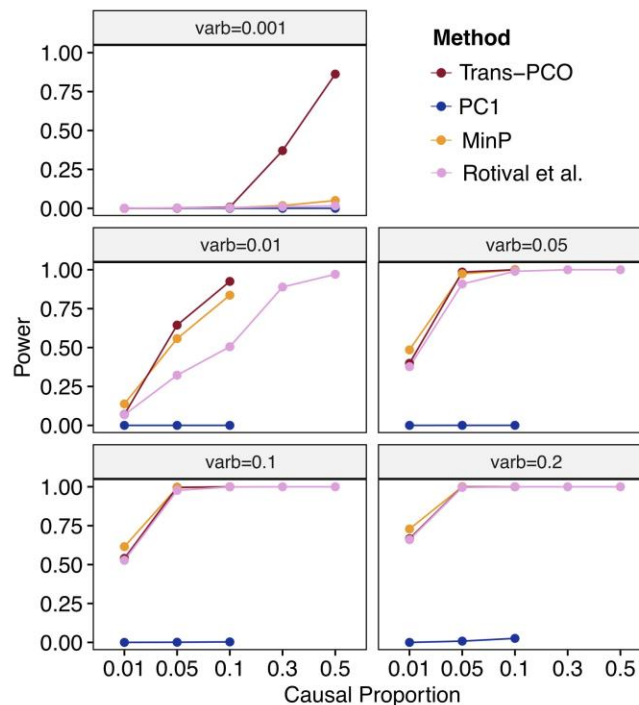 varb=0.001
Method
Trans-PCO
PC1
MinP
Rotival et al.
1.00
0.75
0.50
0.25
0.00
varb=0.01
varb=0.05
1.00
0.75
0.50
0.25
0.00
Power
varb=0.1
varb=0.2
1.00
0.75
0.50
0.25
0.00
0.01 0.05 0.1 0.3 0.5 0.01 0.05 0.1 0.3 0.5
Causal Proportion